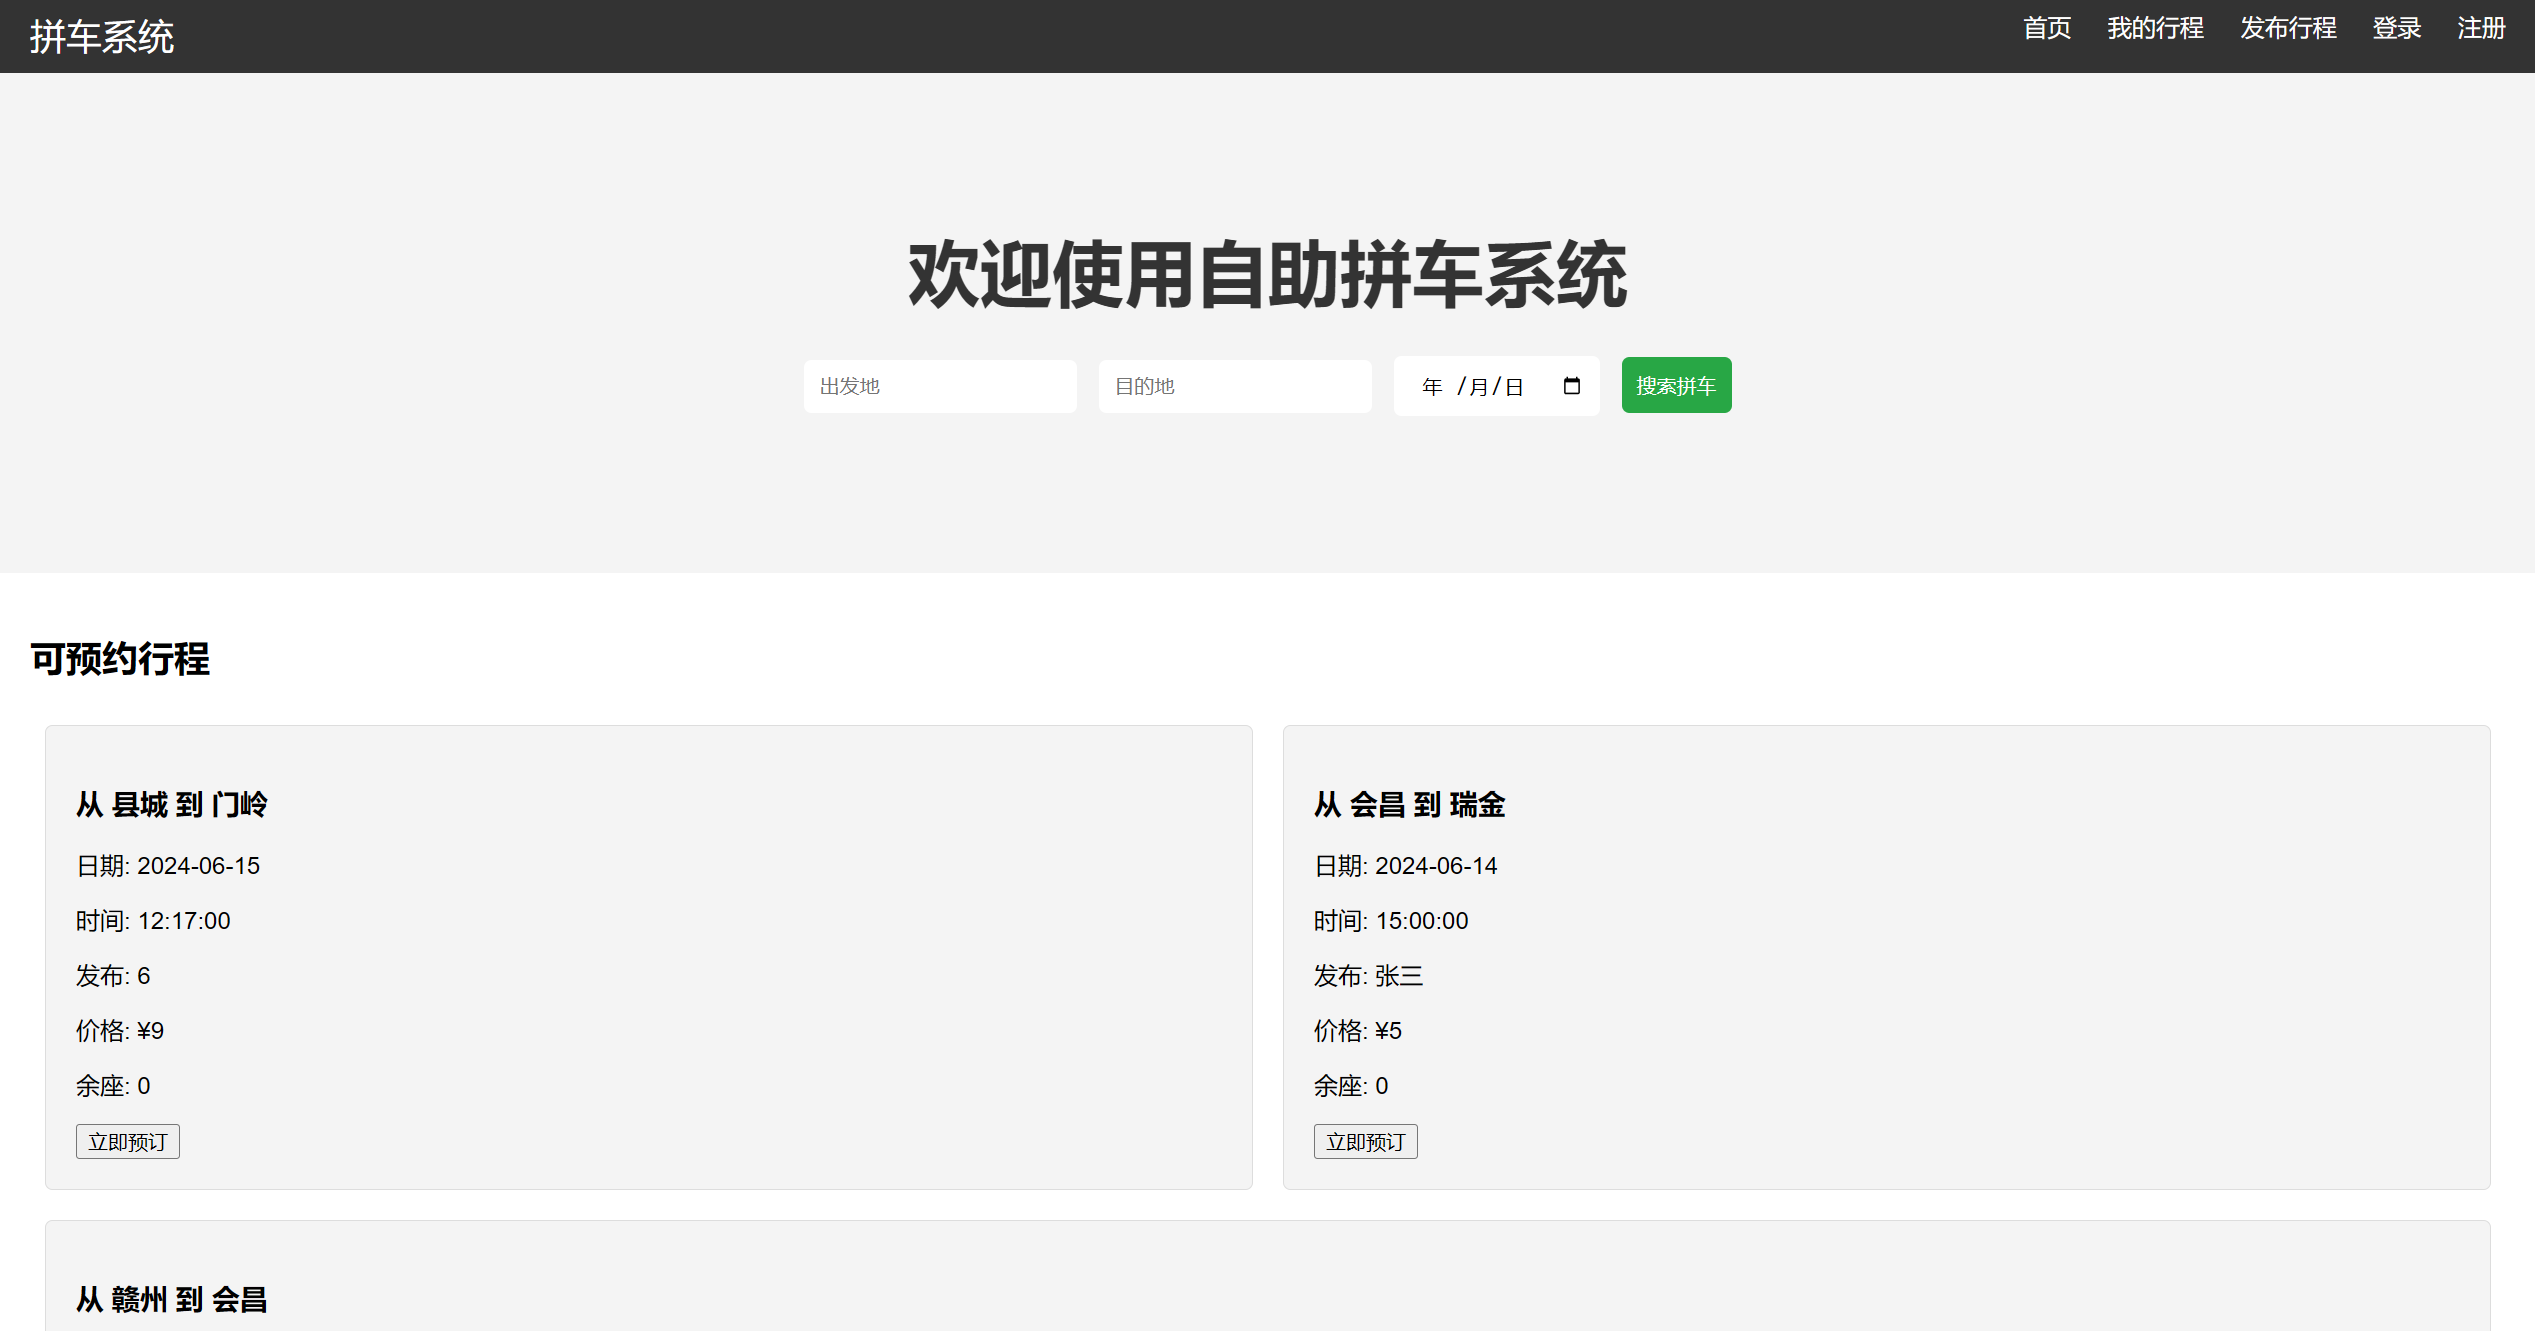 拼车系统
首页 我的行程 发布行程 登录 注册
欢迎使用自助拼车系统
出发地 目的地 年 /月/日 搜索拼车
可预约行程
从 县城 到 门岭
日期: 2024-06-15
时间: 12:17:00
发布: 6
价格: ¥9
余座: 0
立即预订
从 会昌 到 瑞金
日期: 2024-06-14
时间: 15:00:00
发布: 张三
价格: ¥5
余座: 0
立即预订
从 赣州 到 会昌